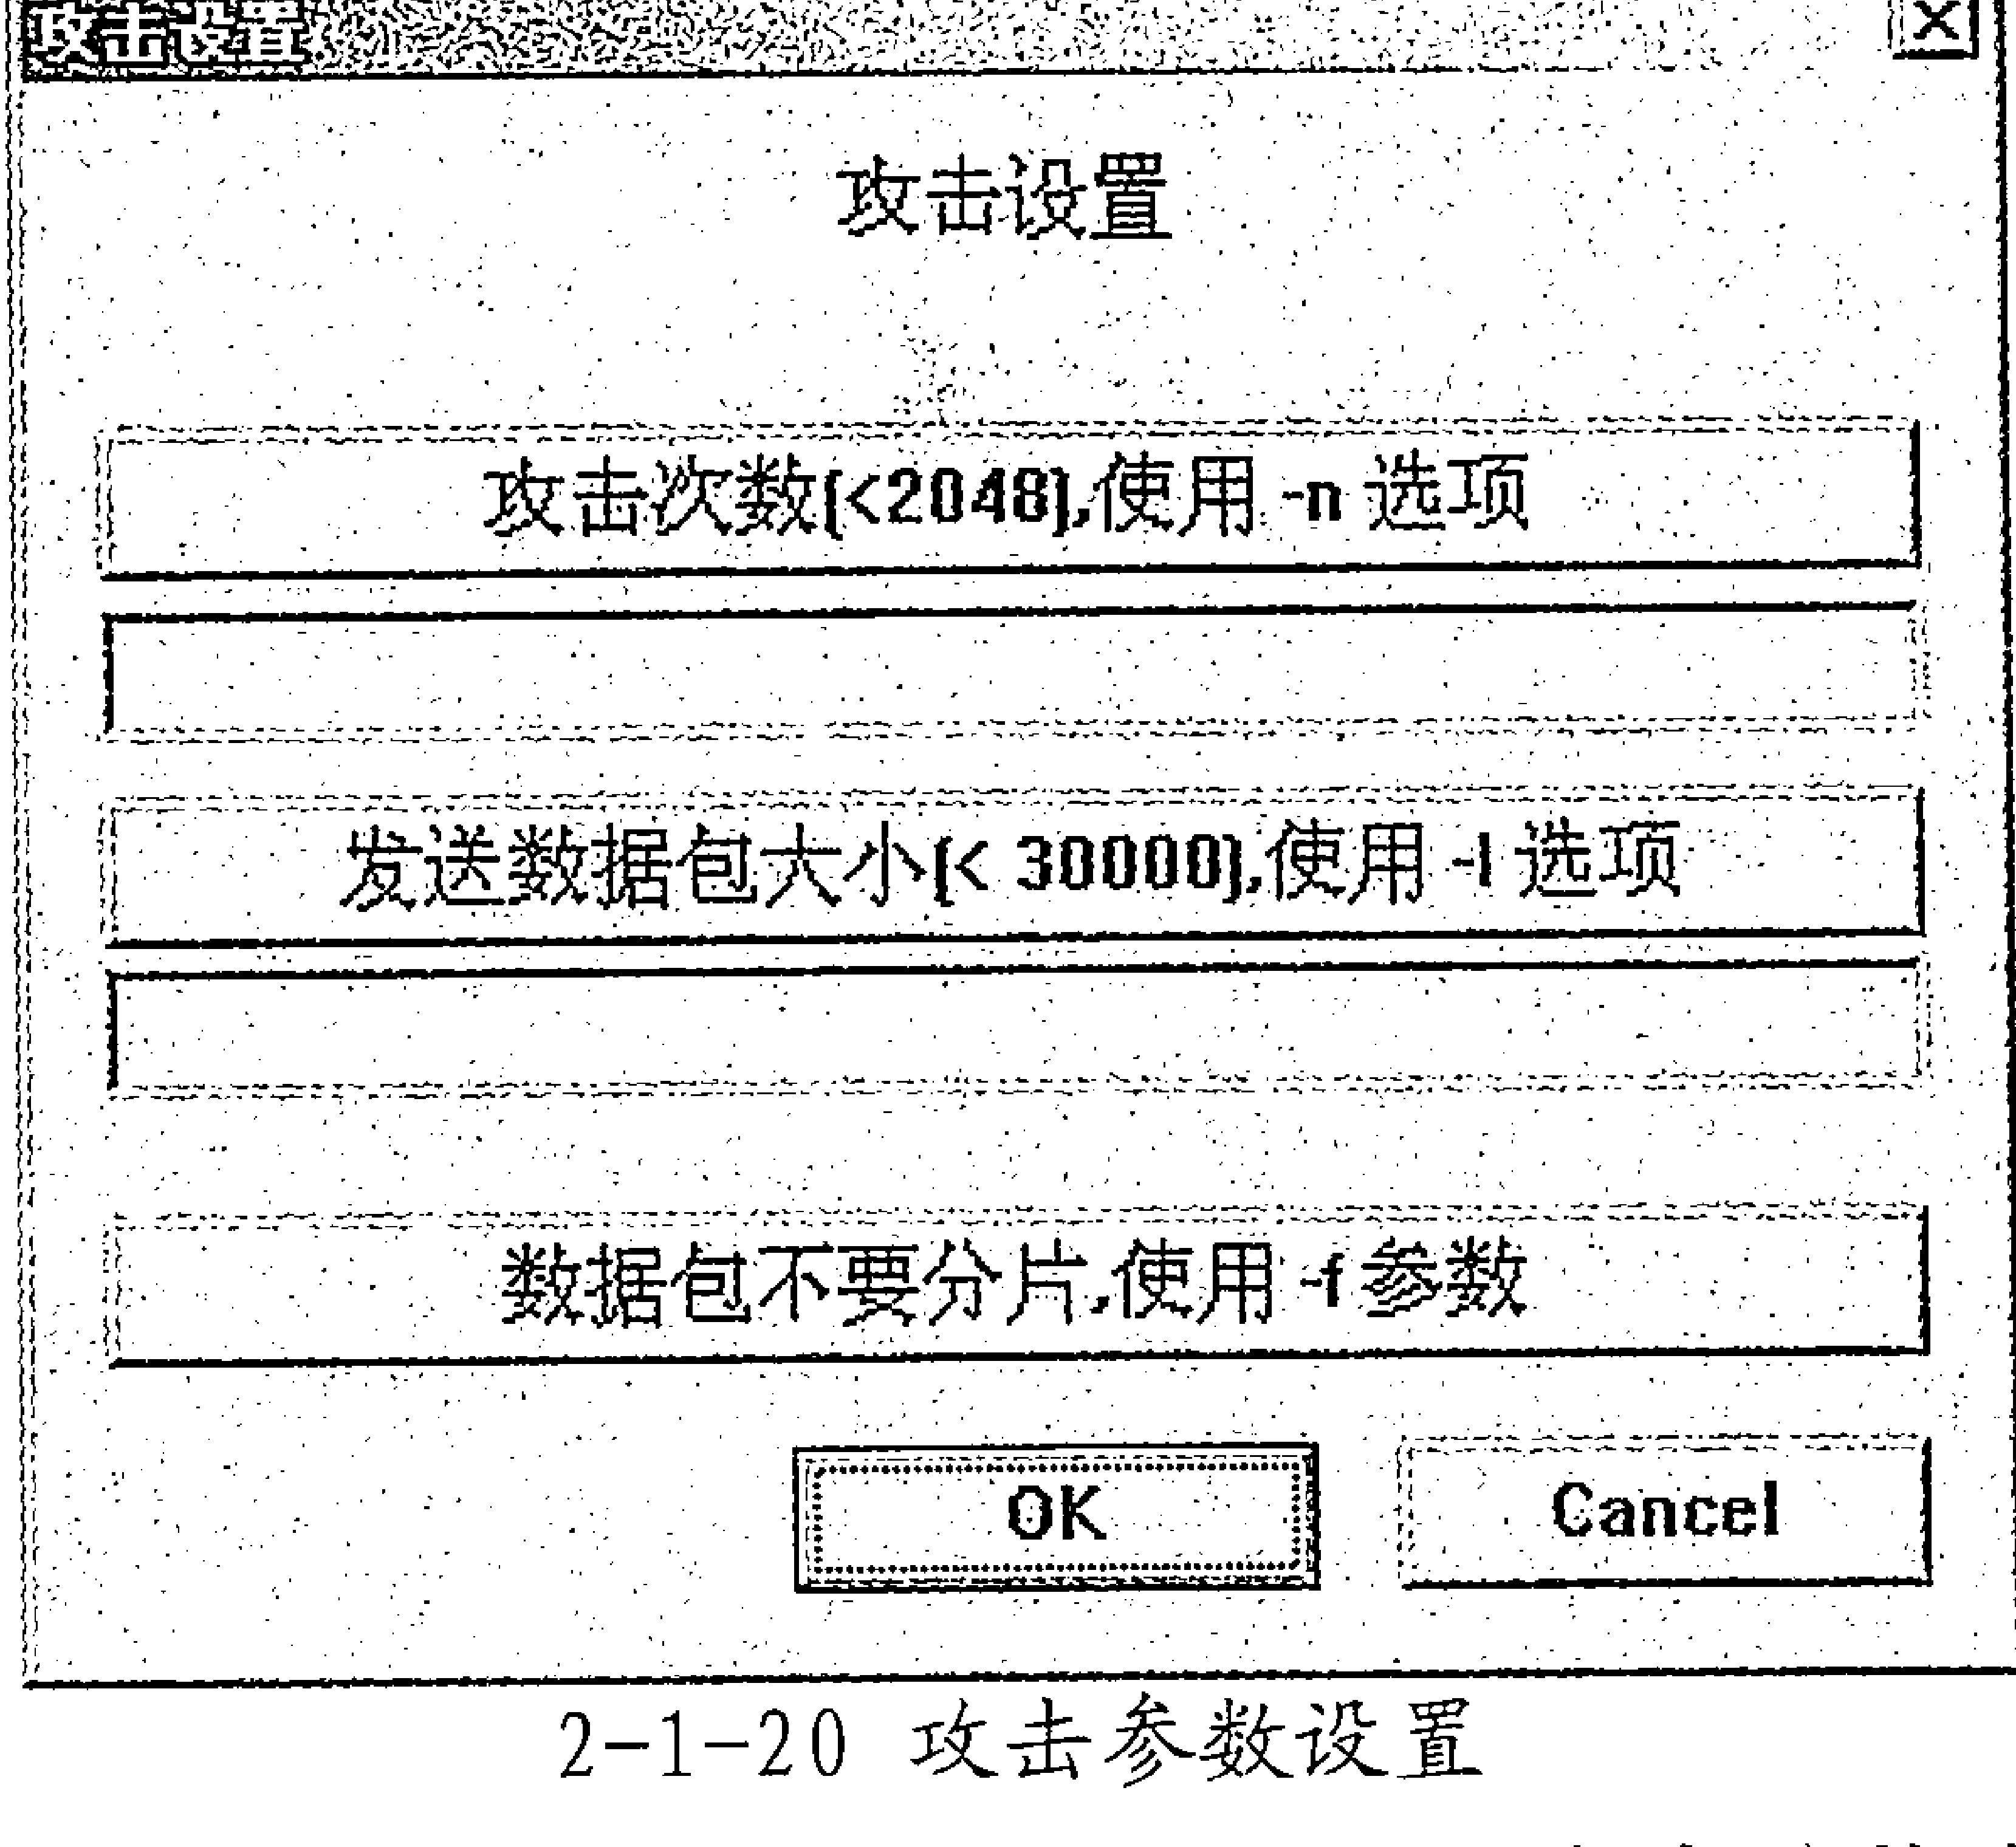 攻击设置
攻击设置
攻击次数(<2048),使用 -n 选项
发送数据包大小(< 30000),使用 -l 选项
数据包不要分片,使用 -f 参数
OK
Cancel
2-1-20 攻击参数设置